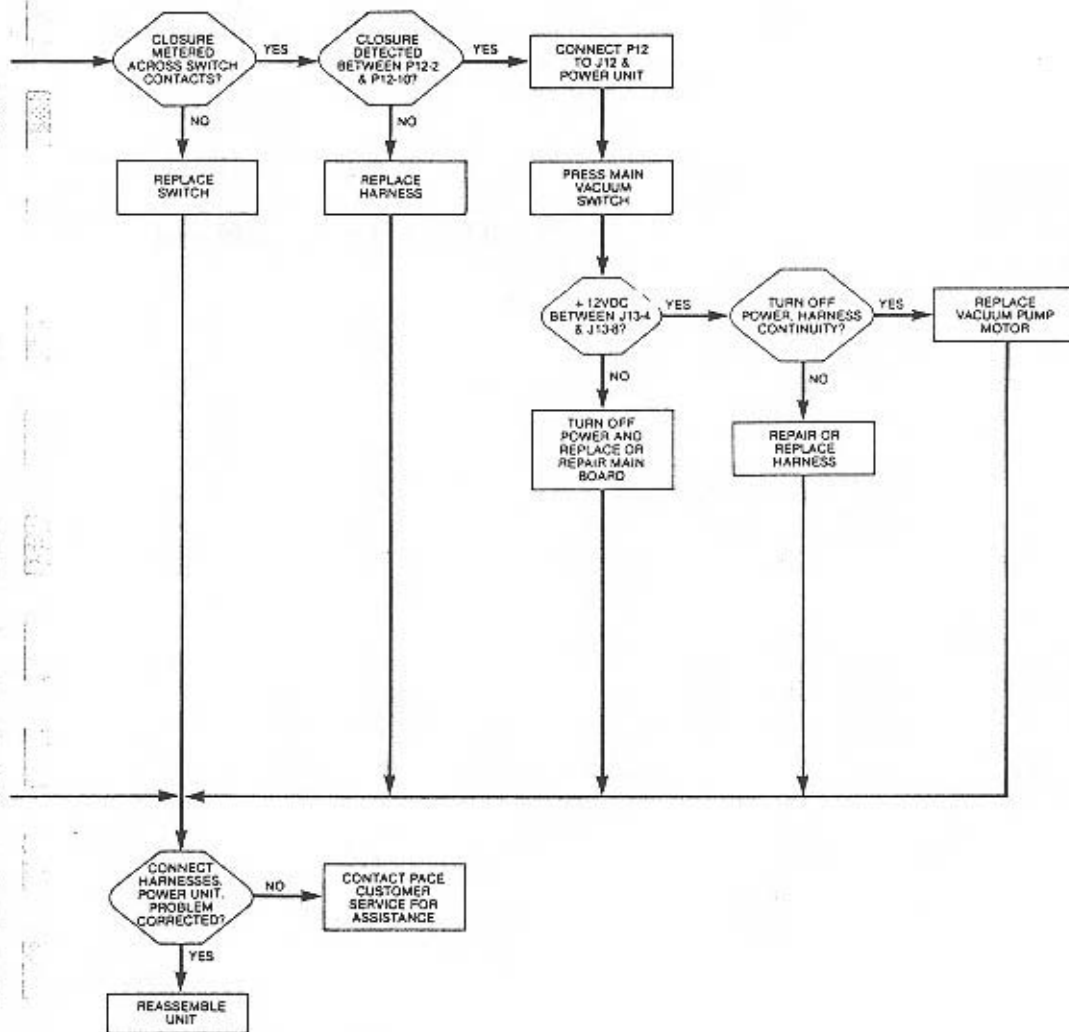 CLOSURE
METERED
ACROSS SWITCH
CONTACTS?
YES
CLOSURE
DETECTED
BETWEEN P12-2
& P12-10?
YES
CONNECT P12
TO J12 &
POWER UNIT
NO
NO
REPLACE
SWITCH
REPLACE
HARNESS
PRESS MAIN
VACUUM
SWITCH
+ 12VDC
BETWEEN J13-4
& J13-8?
YES
TURN OFF
POWER, HARNESS
CONTINUITY?
YES
REPLACE
VACUUM PUMP
MOTOR
NO
NO
TURN OFF
POWER AND
REPLACE OR
REPAIR MAIN
BOARD
REPAIR OR
REPLACE
HARNESS
CONNECT
HARNESSES,
POWER UNIT,
PROBLEM
CORRECTED?
NO
CONTACT PACE
CUSTOMER
SERVICE FOR
ASSISTANCE
YES
REASSEMBLE
UNIT